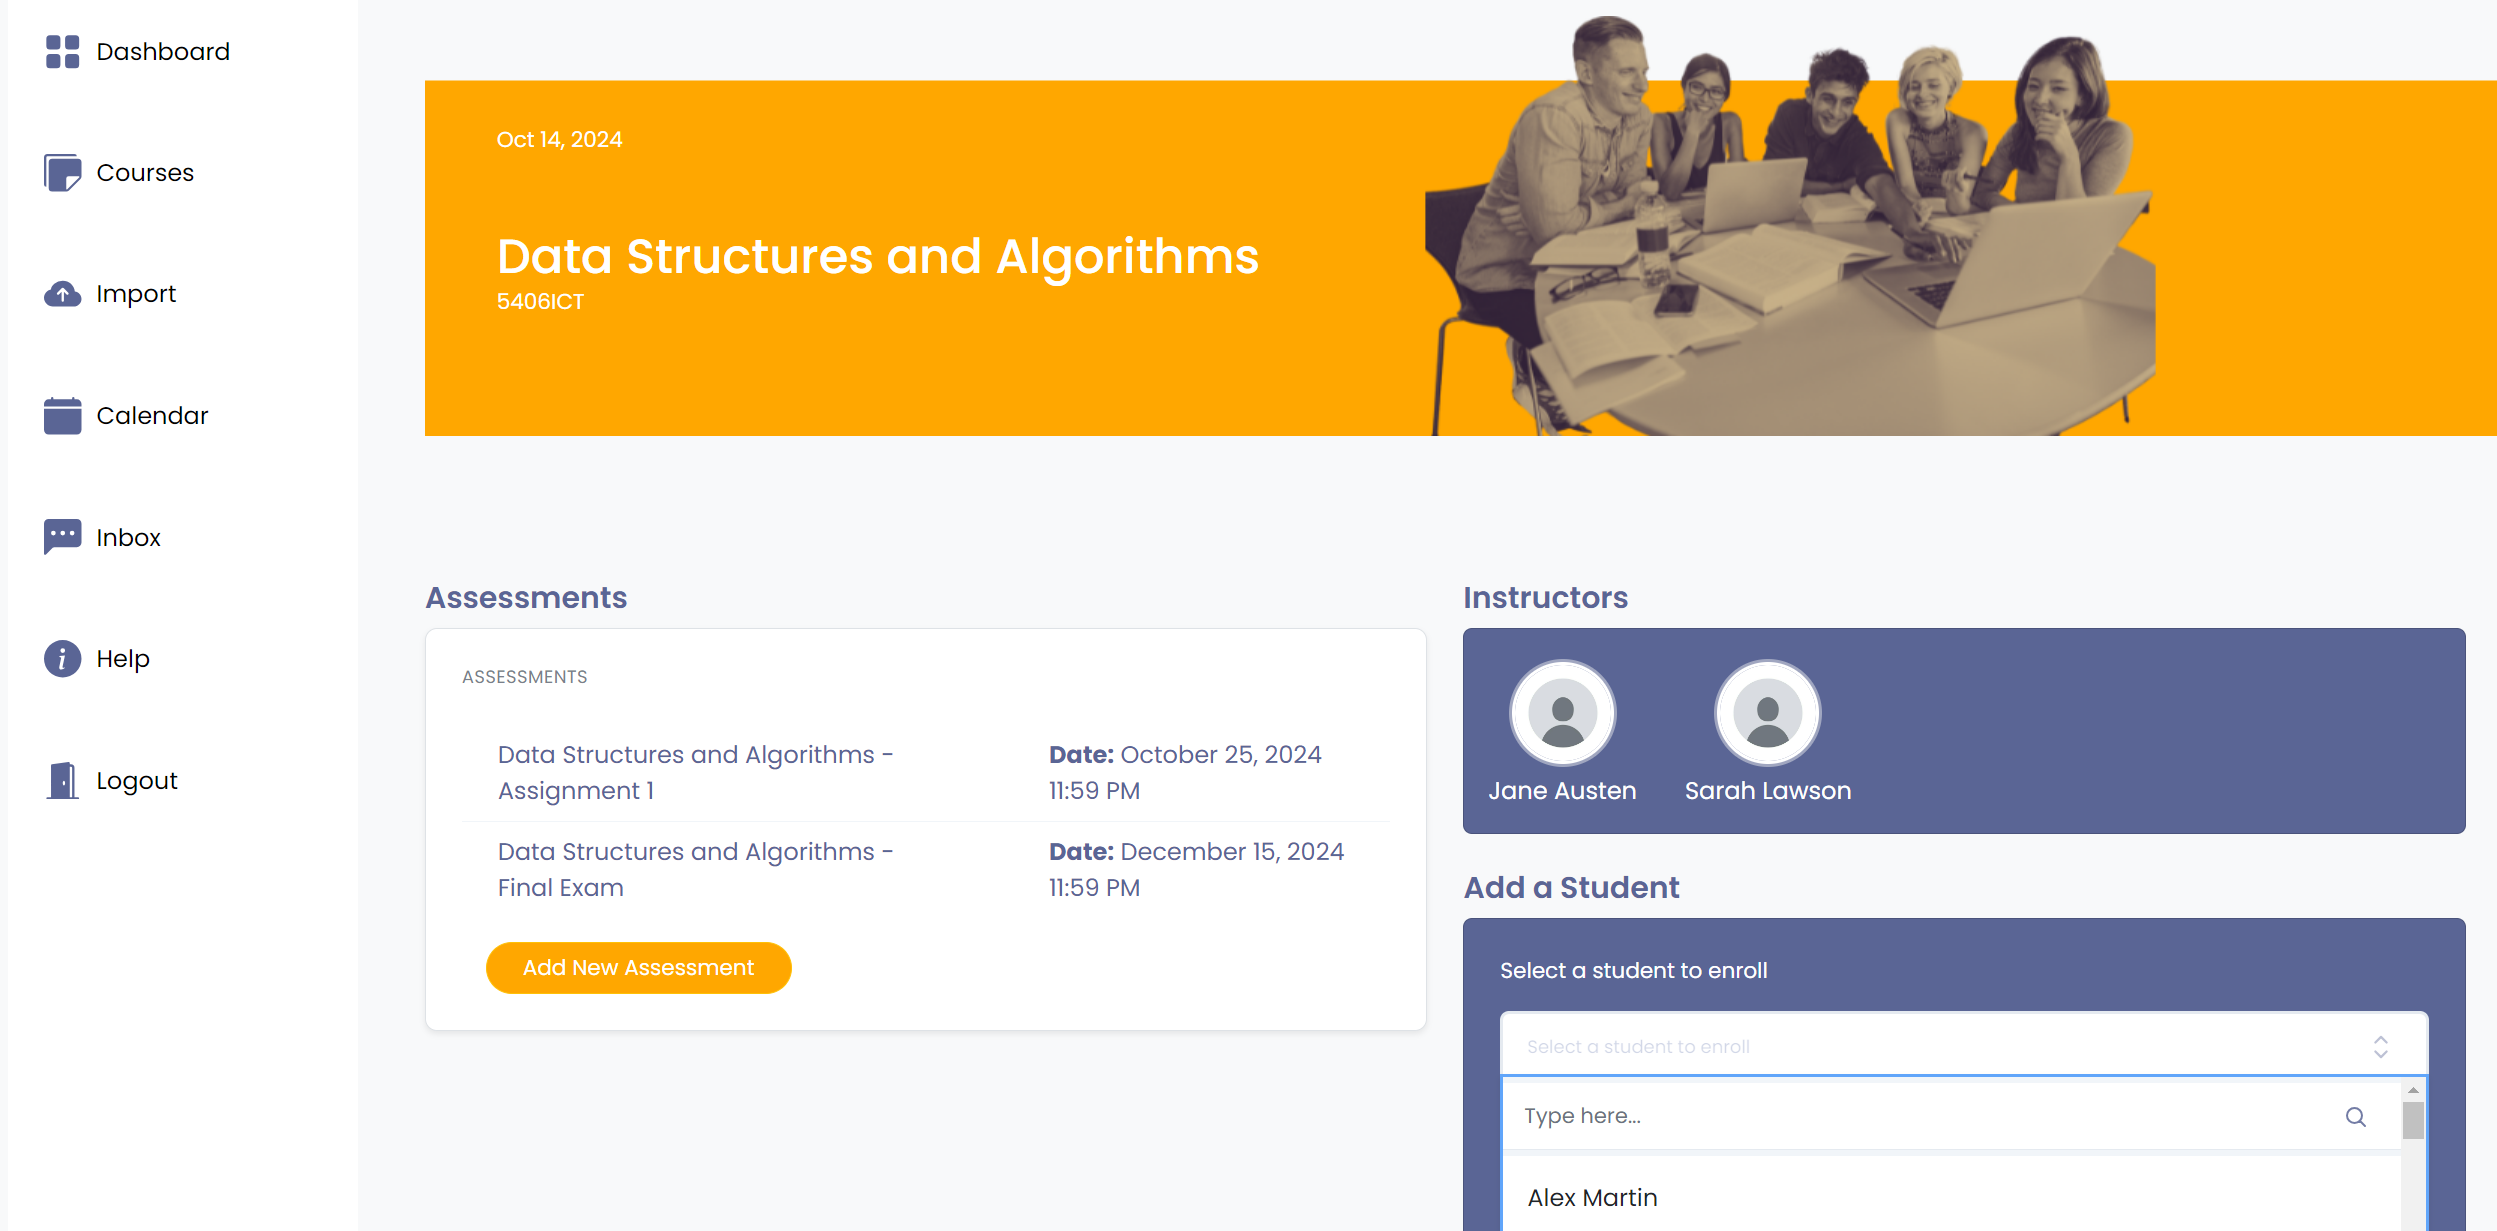 Dashboard
Courses
Import
Calendar
Inbox
Help
Logout
Oct 14, 2024
Data Structures and Algorithms
5406ICT
Assessments
ASSESSMENTS
Data Structures and Algorithms -
Assignment 1
Date: October 25, 2024
11:59 PM
Data Structures and Algorithms -
Final Exam
Date: December 15, 2024
11:59 PM
Add New Assessment
Instructors
Jane Austen
Sarah Lawson
Add a Student
Select a student to enroll
Select a student to enroll
Type here...
Alex Martin